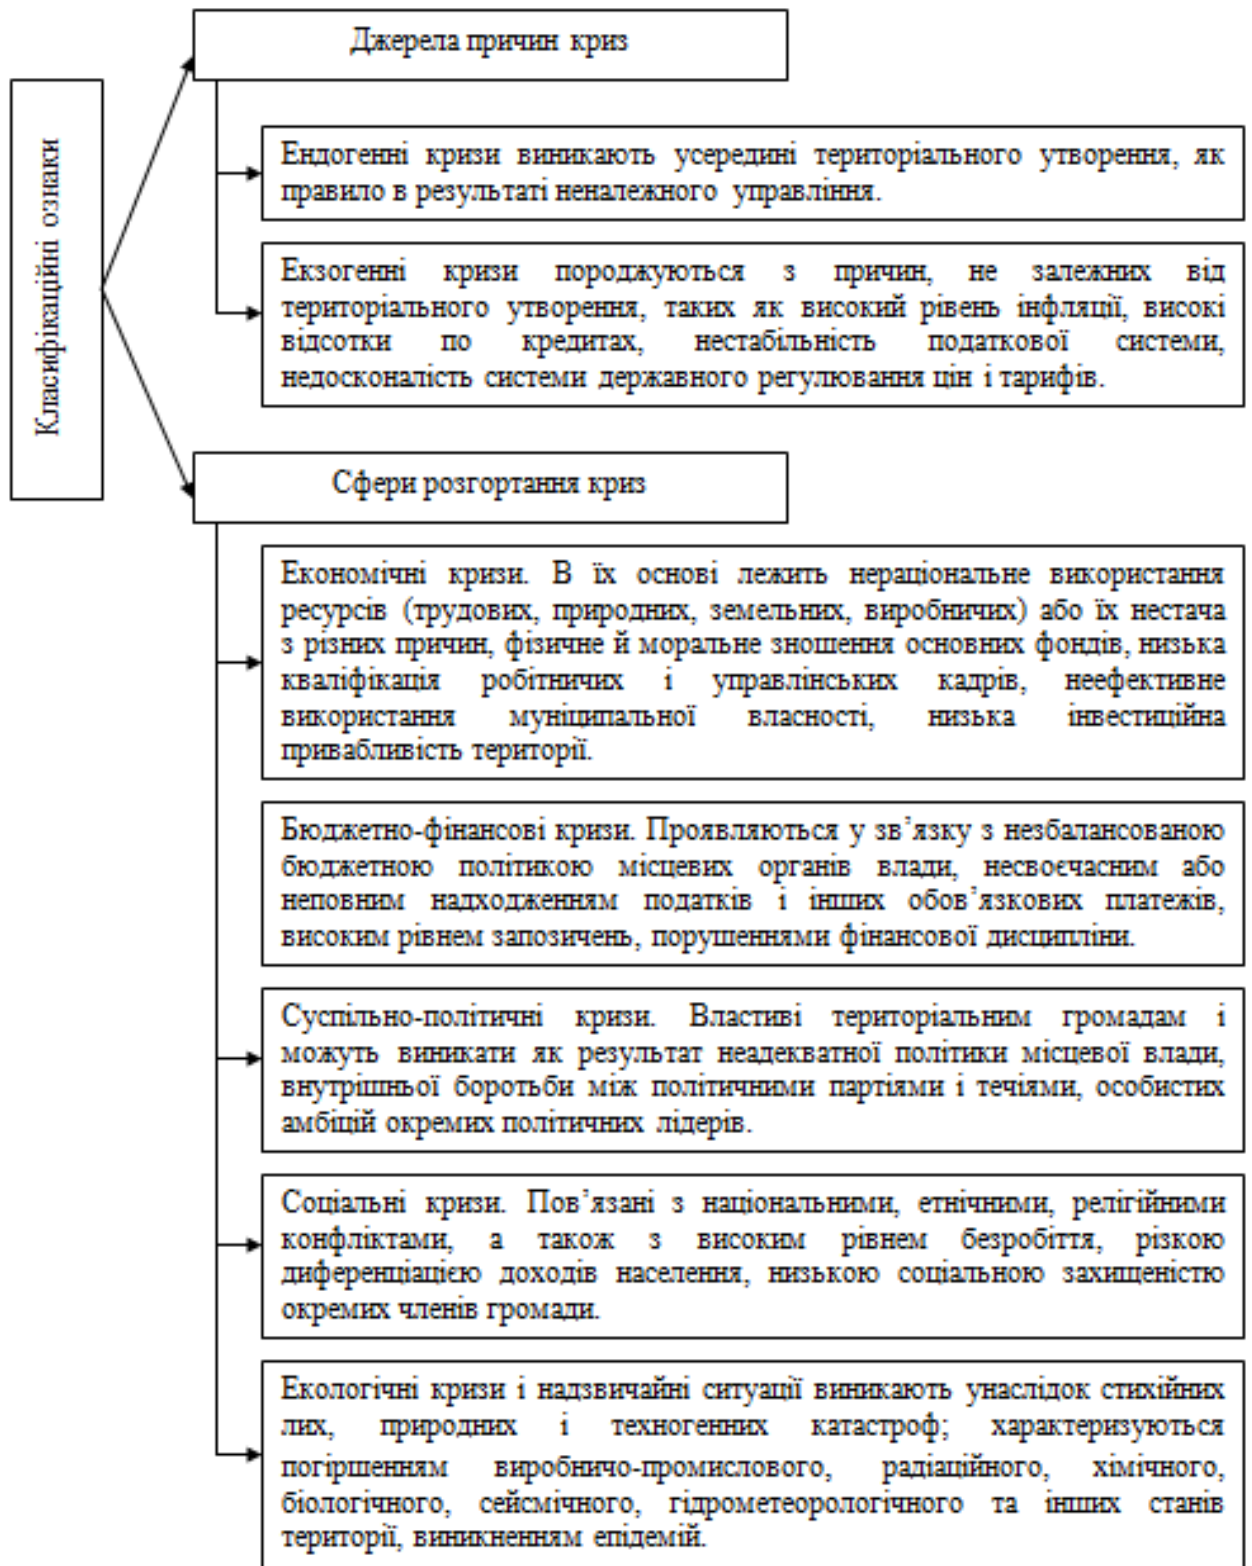 Джерела причин криз
Класифікаційні ознаки
Ендогенні кризи виникають усередині територіального утворення, як
правило в результаті неналежного управління.
Екзогенні кризи породжуються з причин, не залежних від
територіального утворення, таких як високий рівень інфляції, високі
відсотки по кредитах, нестабільність податкової системи,
недосконалість системи державного регулювання цін і тарифів.
Сфери розгортання криз
Економічні кризи. В їх основі лежить нераціональне використання
ресурсів (трудових, природних, земельних, виробничих) або їх нестача
з різних причин, фізичне й моральне зношення основних фондів, низька
кваліфікація робітничих і управлінських кадрів, неефективне
використання муніципальної власності, низька інвестиційна
привабливість території.
Бюджетно-фінансові кризи. Проявляються у зв’язку з незбалансованою
бюджетною політикою місцевих органів влади, несвоєчасним або
неповним надходженням податків і інших обов’язкових платежів,
високим рівнем запозичень, порушеннями фінансової дисципліни.
Суспільно-політичні кризи. Властиві територіальним громадам і
можуть виникати як результат неадекватної політики місцевої влади,
внутрішньої боротьби між політичними партіями і течіями, особистих
амбіцій окремих політичних лідерів.
Соціальні кризи. Пов’язані з національними, етнічними, релігійними
конфліктами, а також з високим рівнем безробіття, різкою
диференціацією доходів населення, низькою соціальною захищеністю
окремих членів громади.
Екологічні кризи і надзвичайні ситуації виникають унаслідок стихійних
лих, природних і техногенних катастроф; характеризуються
погіршенням виробничо-промислового, радіаційного, хімічного,
біологічного, сейсмічного, гідрометеорологічного та інших станів
території, виникненням епідемій.